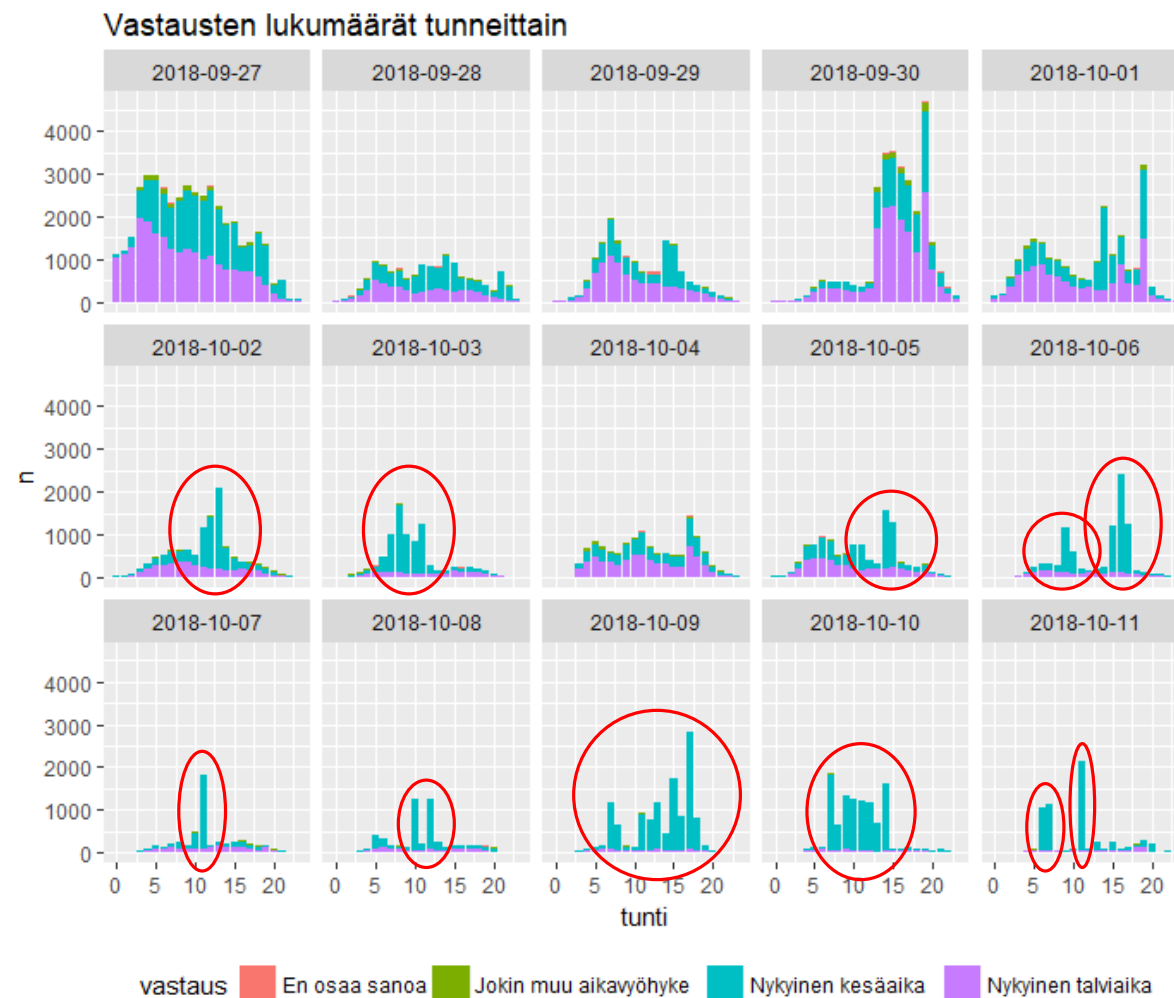 Vastausten lukumäärät tunneittain
2018-09-27 2018-09-28 2018-09-29 2018-09-30 2018-10-01
4000
3000
2000
1000
0
2018-10-02 2018-10-03 2018-10-04 2018-10-05 2018-10-06
4000
3000
2000
1000
0
n
2018-10-07 2018-10-08 2018-10-09 2018-10-10 2018-10-11
4000
3000
2000
1000
0
0 5 10 15 20 0 5 10 15 20 0 5 10 15 20 0 5 10 15 20 0 5 10 15 20
tunti
vastaus En osaa sanoa Jokin muu aikavyöhyke Nykyinen kesäaika Nykyinen talviaika